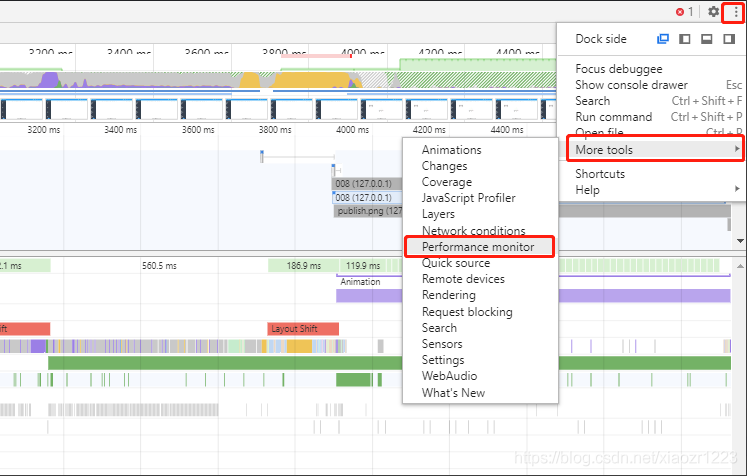 1
3200 ms 3400 ms 3600 ms 3800 ms 4000 ms 4200 ms 4400 ms
Dock side
Focus debuggee
Show console drawer Esc
Search Ctrl + Shift + F
Run command Ctrl + Shift + P
Open file Ctrl + P
More tools
Shortcuts
Help
3200 ms 3400 ms 3600 ms 3800 ms 4000 ms 4200 ms 4400 ms
Animations
Changes
Coverage
JavaScript Profiler
Layers
Network conditions
Performance monitor
Quick source
Remote devices
Rendering
Request blocking
Search
Sensors
Settings
WebAudio
What's New
008 (127.0.0.1)
008 (127.0.0.1)
publish.png (127
2.1 ms 560.5 ms 186.9 ms 119.9 ms
Animation
ift Layout Shift
https://blog.csdn.net/xiaozr1223